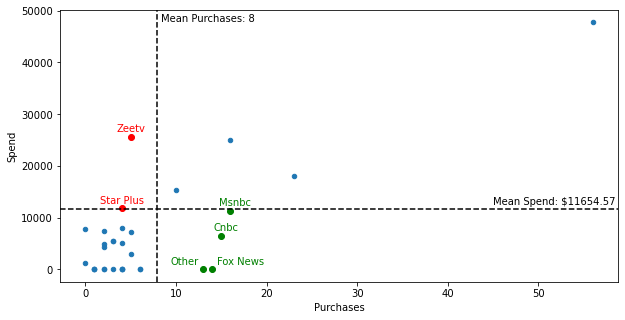 50000
Mean Purchases: 8
40000
30000
Zeetv
Spend
20000
Star Plus
Msnbc
Mean Spend: $11654.57
10000
Cnbc
Other
Fox News
0
0
10
20
30
40
50
Purchases